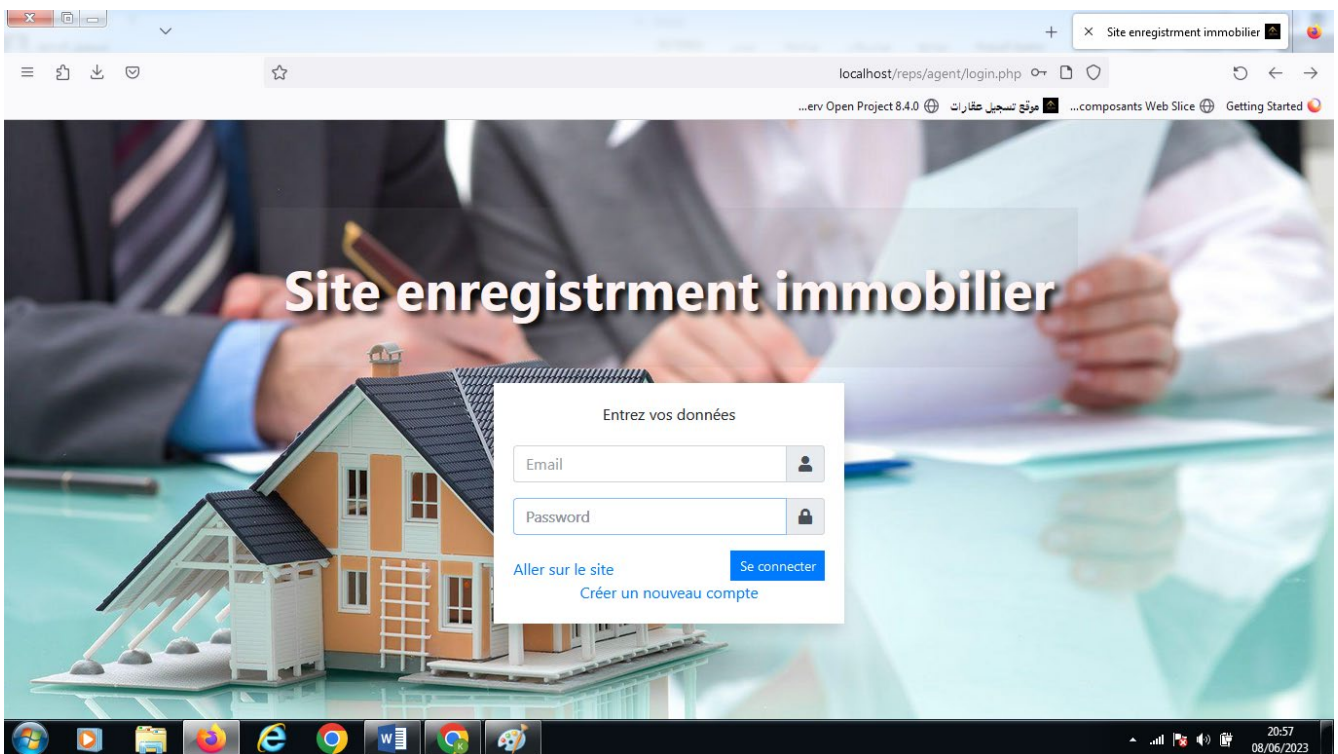 Site enregistrment immobilier
localhost/reps/agent/login.php
Getting Started
...composants Web Slice
موقع تسجيل عقارات
...erv Open Project 8.4.0
Site enregistrment immobilier
Entrez vos données
Email
Password
Aller sur le site
Se connecter
Créer un nouveau compte
20:57
08/06/2023